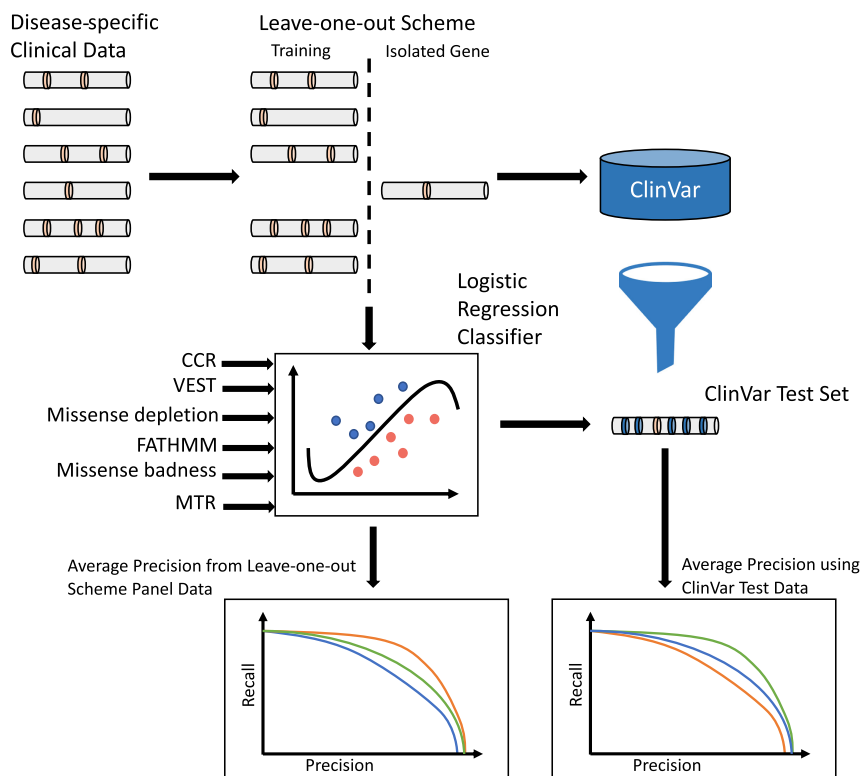 Disease-specific
Clinical Data
Leave-one-out Scheme
Training
Isolated Gene
ClinVar
Logistic
Regression
Classifier
CCR
VEST
Missense depletion
FATHMM
Missense badness
MTR
ClinVar Test Set
Average Precision from Leave-one-out
Scheme Panel Data
Average Precision using
ClinVar Test Data
Recall
Precision
Recall
Precision